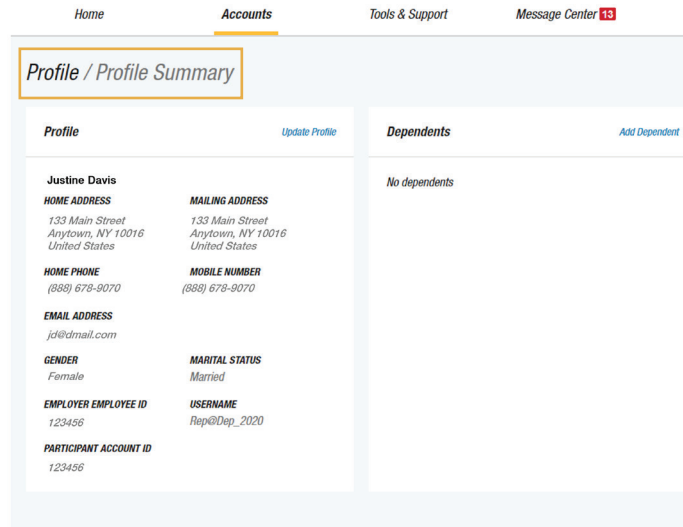 Home Accounts Tools & Support Message Center 13
Profile / Profile Summary
Profile Update Profile
Justine Davis
HOME ADDRESS MAILING ADDRESS
133 Main Street 133 Main Street
Anytown, NY 10016 Anytown, NY 10016
United States United States
HOME PHONE MOBILE NUMBER
(888) 678-9070 (888) 678-9070
EMAIL ADDRESS
jd@dmail.com
GENDER MARITAL STATUS
Female Married
EMPLOYER EMPLOYEE ID USERNAME
123456 Rep@Dep_2020
PARTICIPANT ACCOUNT ID
123456
Dependents Add Dependent
No dependents